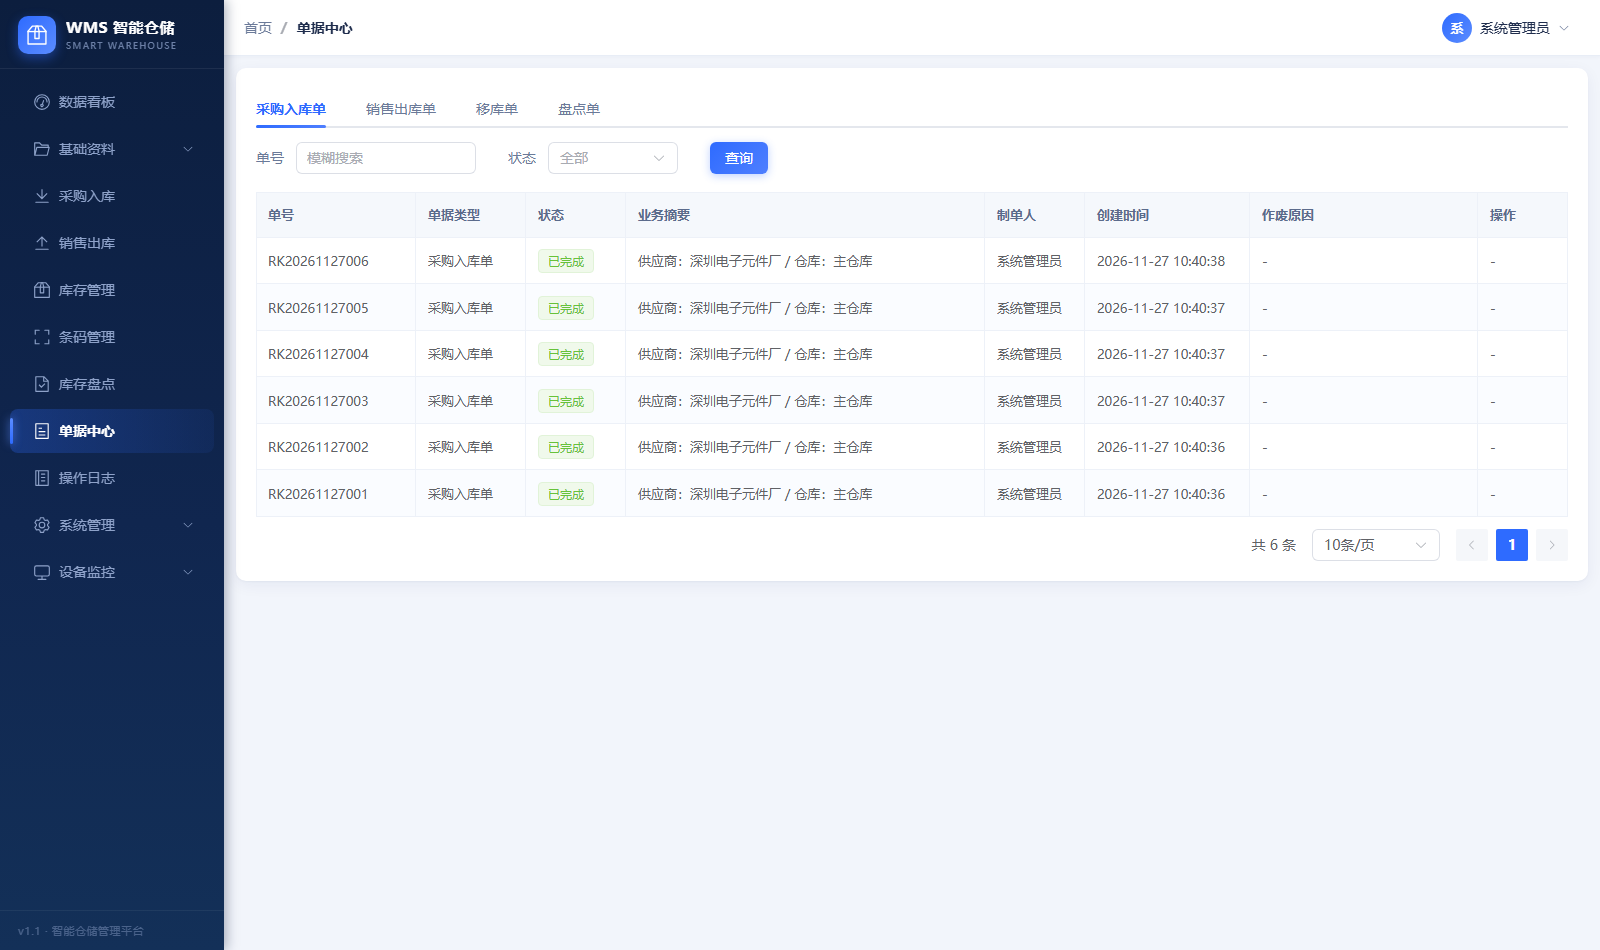 WMS 智能仓储
SMART WAREHOUSE
数据看板
基础资料
采购入库
销售出库
库存管理
条码管理
库存盘点
单据中心
操作日志
系统管理
设备监控
v1.1 · 智能仓储管理平台
首页 / 单据中心
系 系统管理员
采购入库单 销售出库单 移库单 盘点单
单号 模糊搜索 状态 全部 查询
单号 单据类型 状态 业务摘要 制单人 创建时间 作废原因 操作
RK20261127006 采购入库单 已完成 供应商：深圳电子元件厂 / 仓库：主仓库 系统管理员 2026-11-27 10:40:38 - -
RK20261127005 采购入库单 已完成 供应商：深圳电子元件厂 / 仓库：主仓库 系统管理员 2026-11-27 10:40:37 - -
RK20261127004 采购入库单 已完成 供应商：深圳电子元件厂 / 仓库：主仓库 系统管理员 2026-11-27 10:40:37 - -
RK20261127003 采购入库单 已完成 供应商：深圳电子元件厂 / 仓库：主仓库 系统管理员 2026-11-27 10:40:37 - -
RK20261127002 采购入库单 已完成 供应商：深圳电子元件厂 / 仓库：主仓库 系统管理员 2026-11-27 10:40:36 - -
RK20261127001 采购入库单 已完成 供应商：深圳电子元件厂 / 仓库：主仓库 系统管理员 2026-11-27 10:40:36 - -
共 6 条 10条/页 1